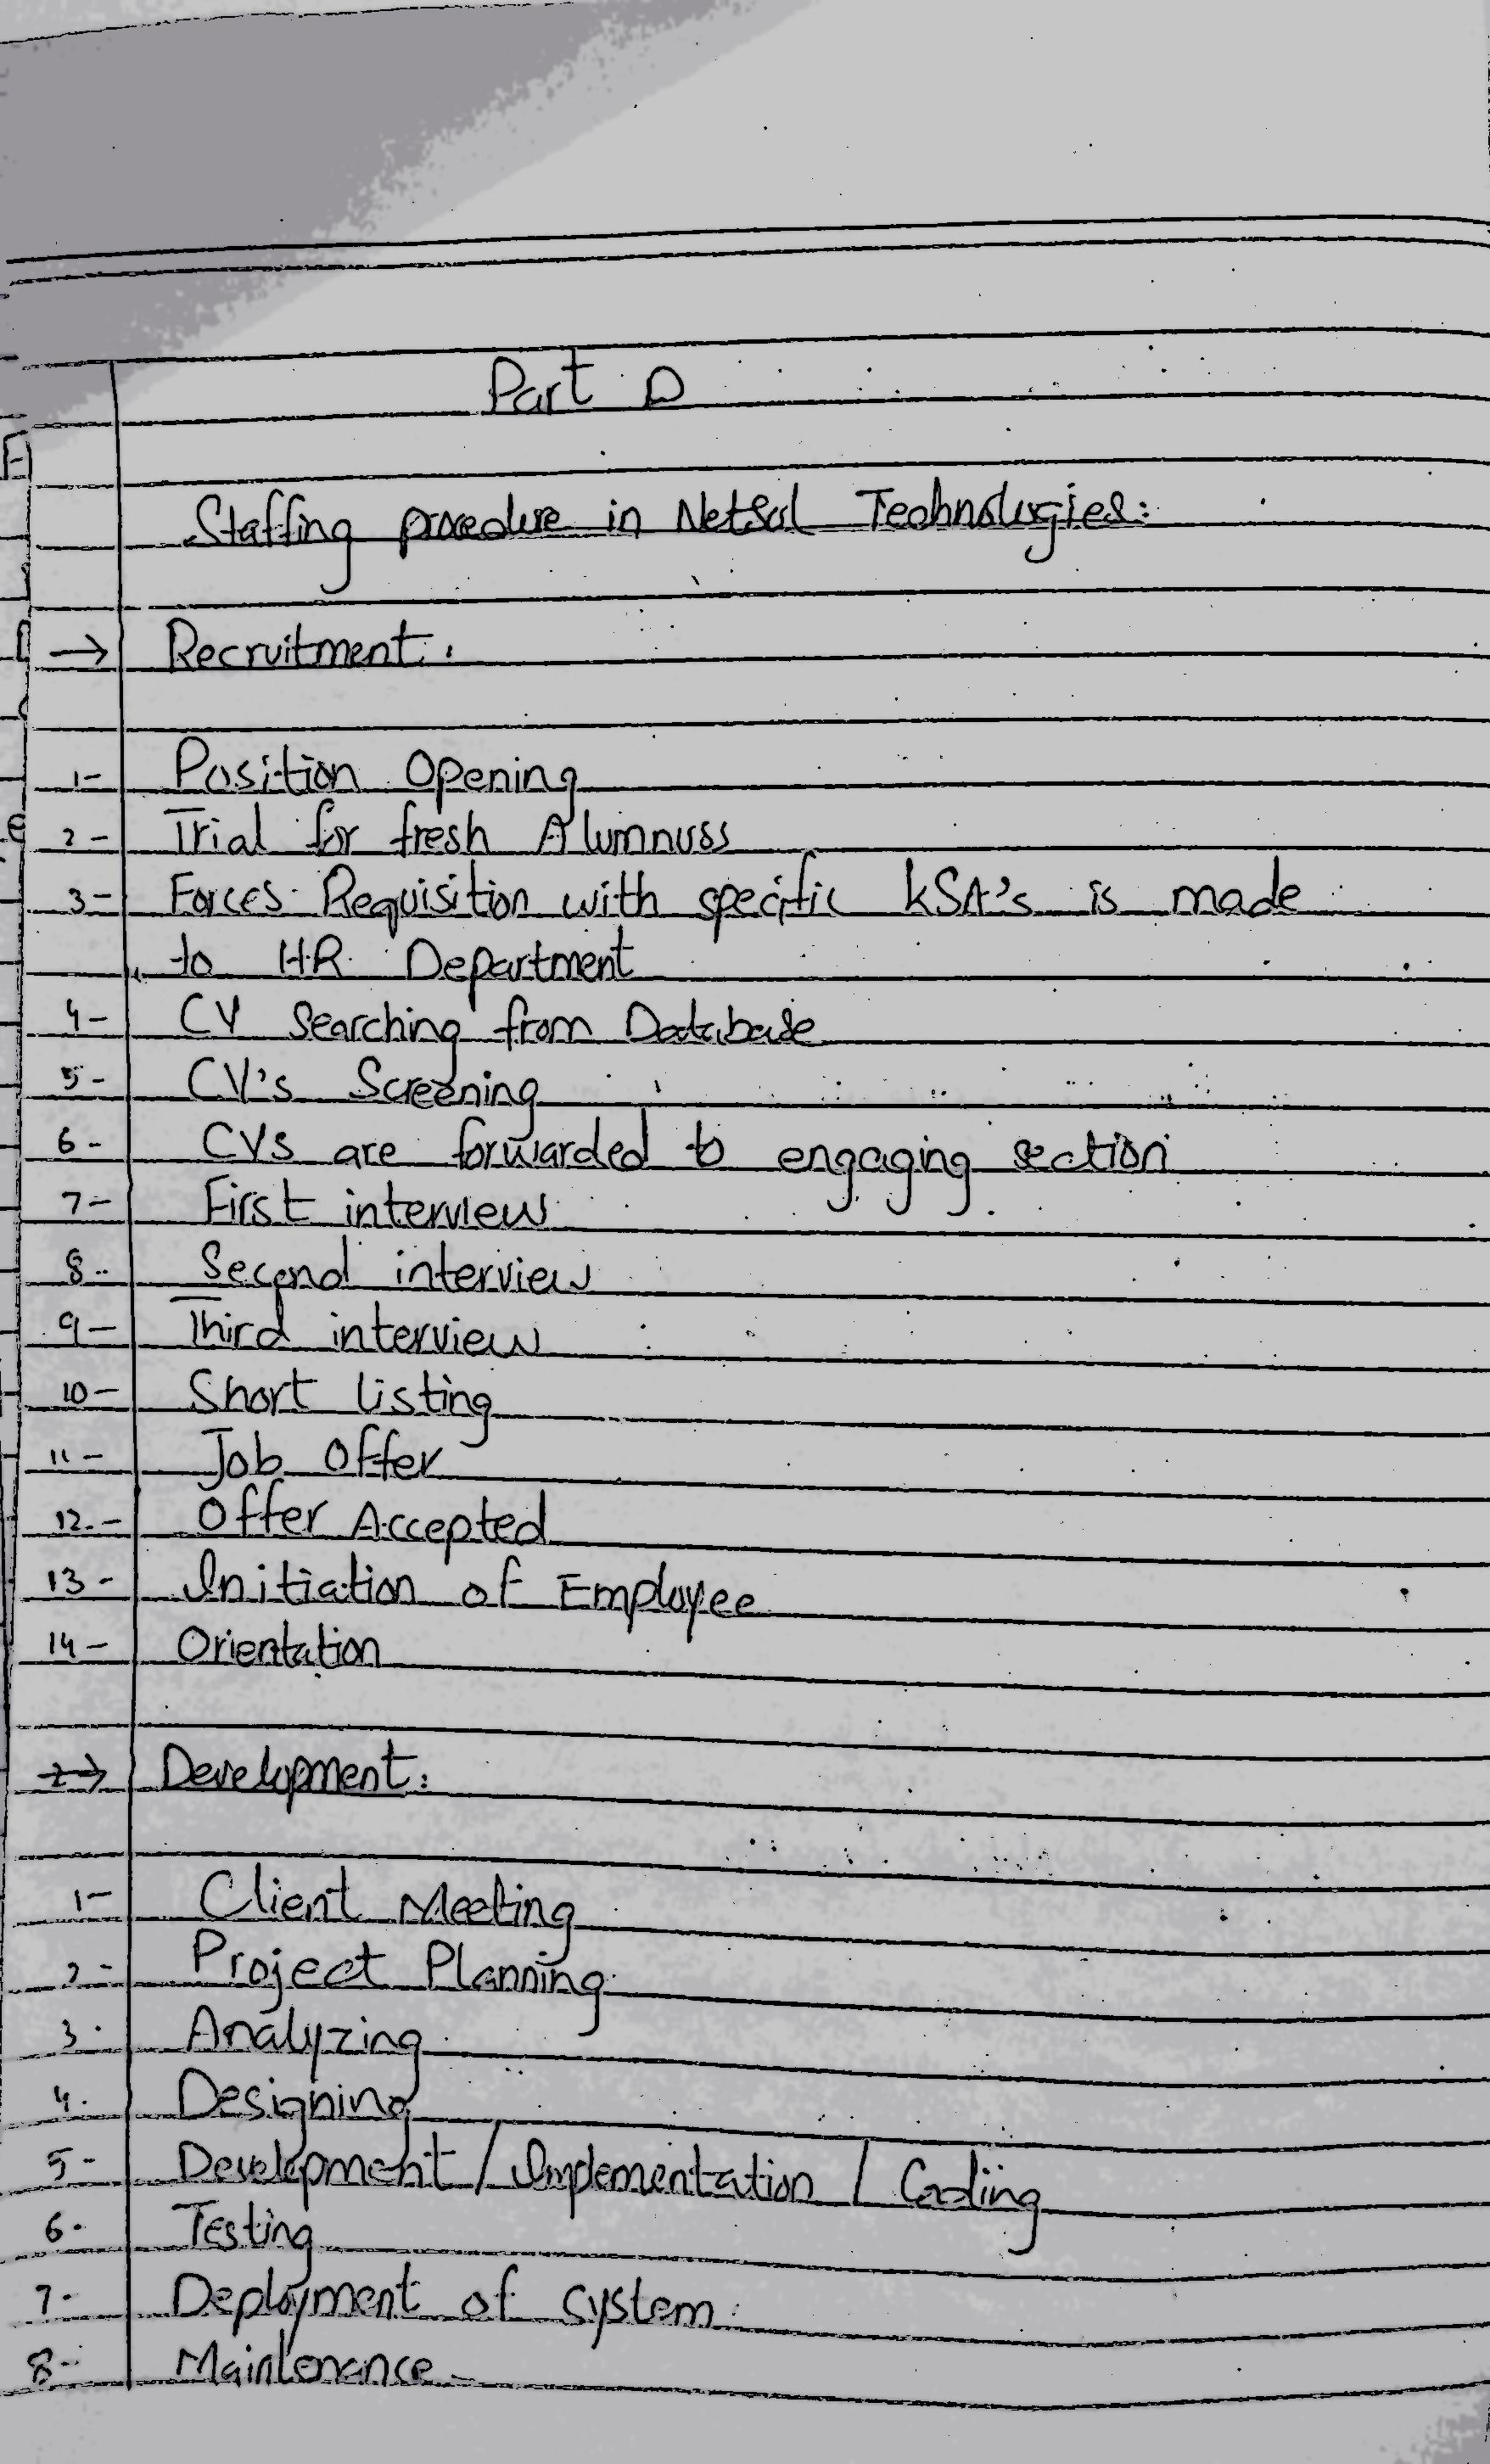 Part D
Staffing procedure in NetSol Technologies:
→ Recruitment:
1- Position Opening
2- Trial for fresh Alumnuss
3- Forces Requisition with specific KSA's is made
to HR Department
4- CV Searching from Database
5- CV's Screening
6- CVs are forwarded to engaging section
7- First interview
8- Second interview
9- Third interview
10- Short listing
11- Job Offer
12- Offer Accepted
13- Initiation of Employee
14- Orientation
→ Development:
1- Client Meeting
2- Project Planning
3- Analyzing
4- Designing
5- Development / Implementation / Coding
6- Testing
7- Deployment of system
8- Maintenance